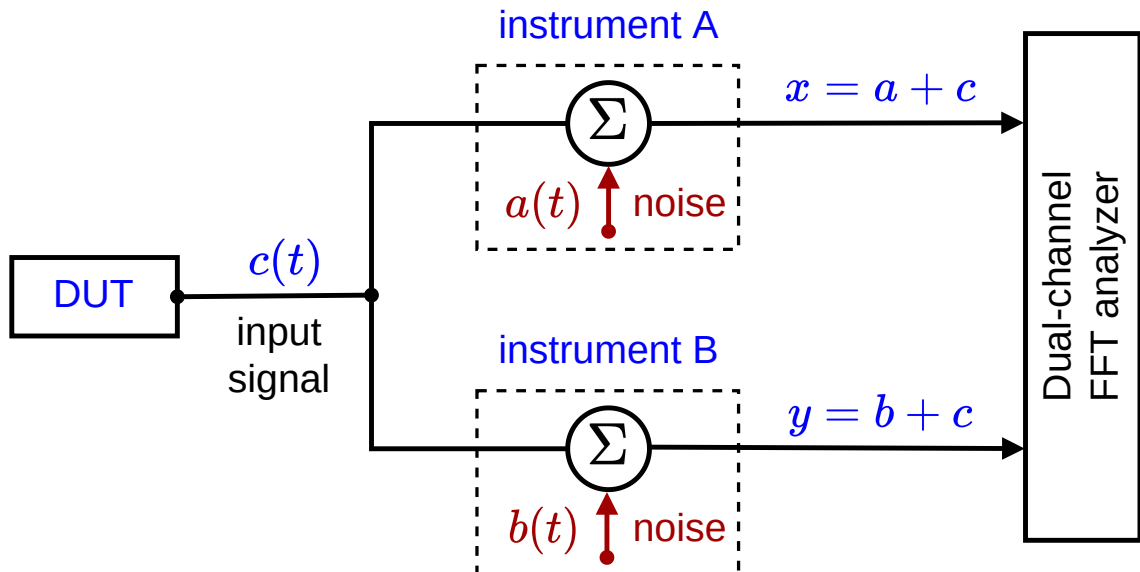 instrument A
x = a + c
Σ
a(t) noise
DUT
c(t)
input
signal
instrument B
y = b + c
Σ
b(t) noise
Dual-channel
FFT analyzer